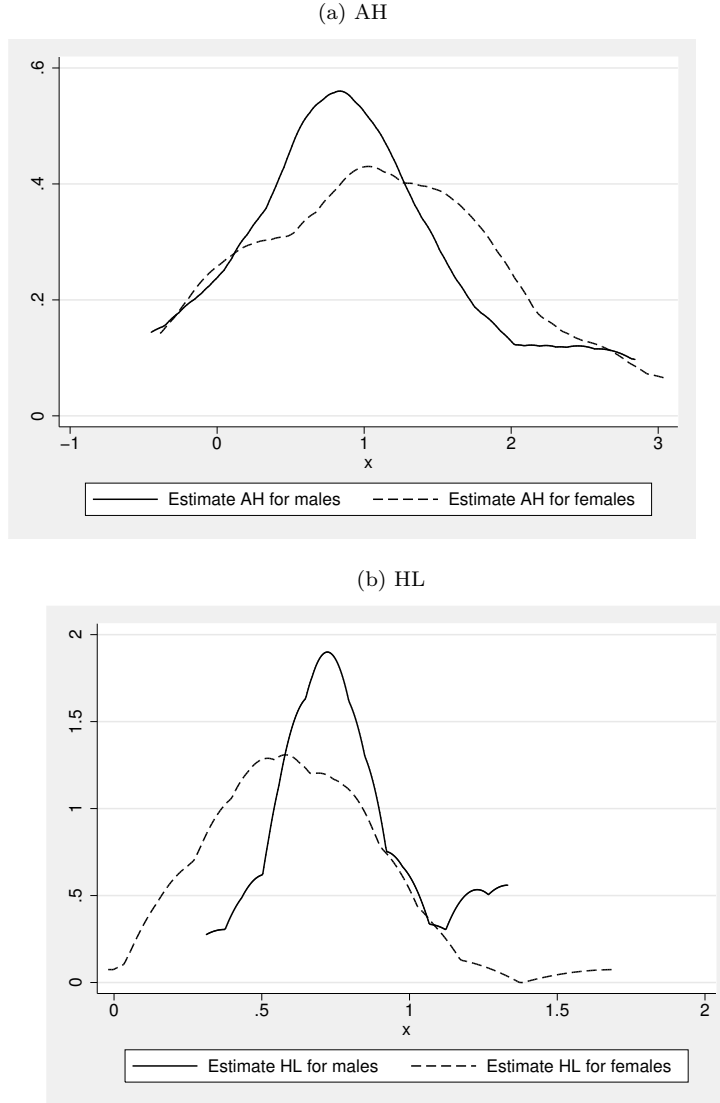 (a) AH
.6
.4
.2
0
−1 0 1 2 3
x
Estimate AH for males Estimate AH for females
(b) HL
2
1.5
1
.5
0
0 .5 1 1.5 2
x
Estimate HL for males Estimate HL for females